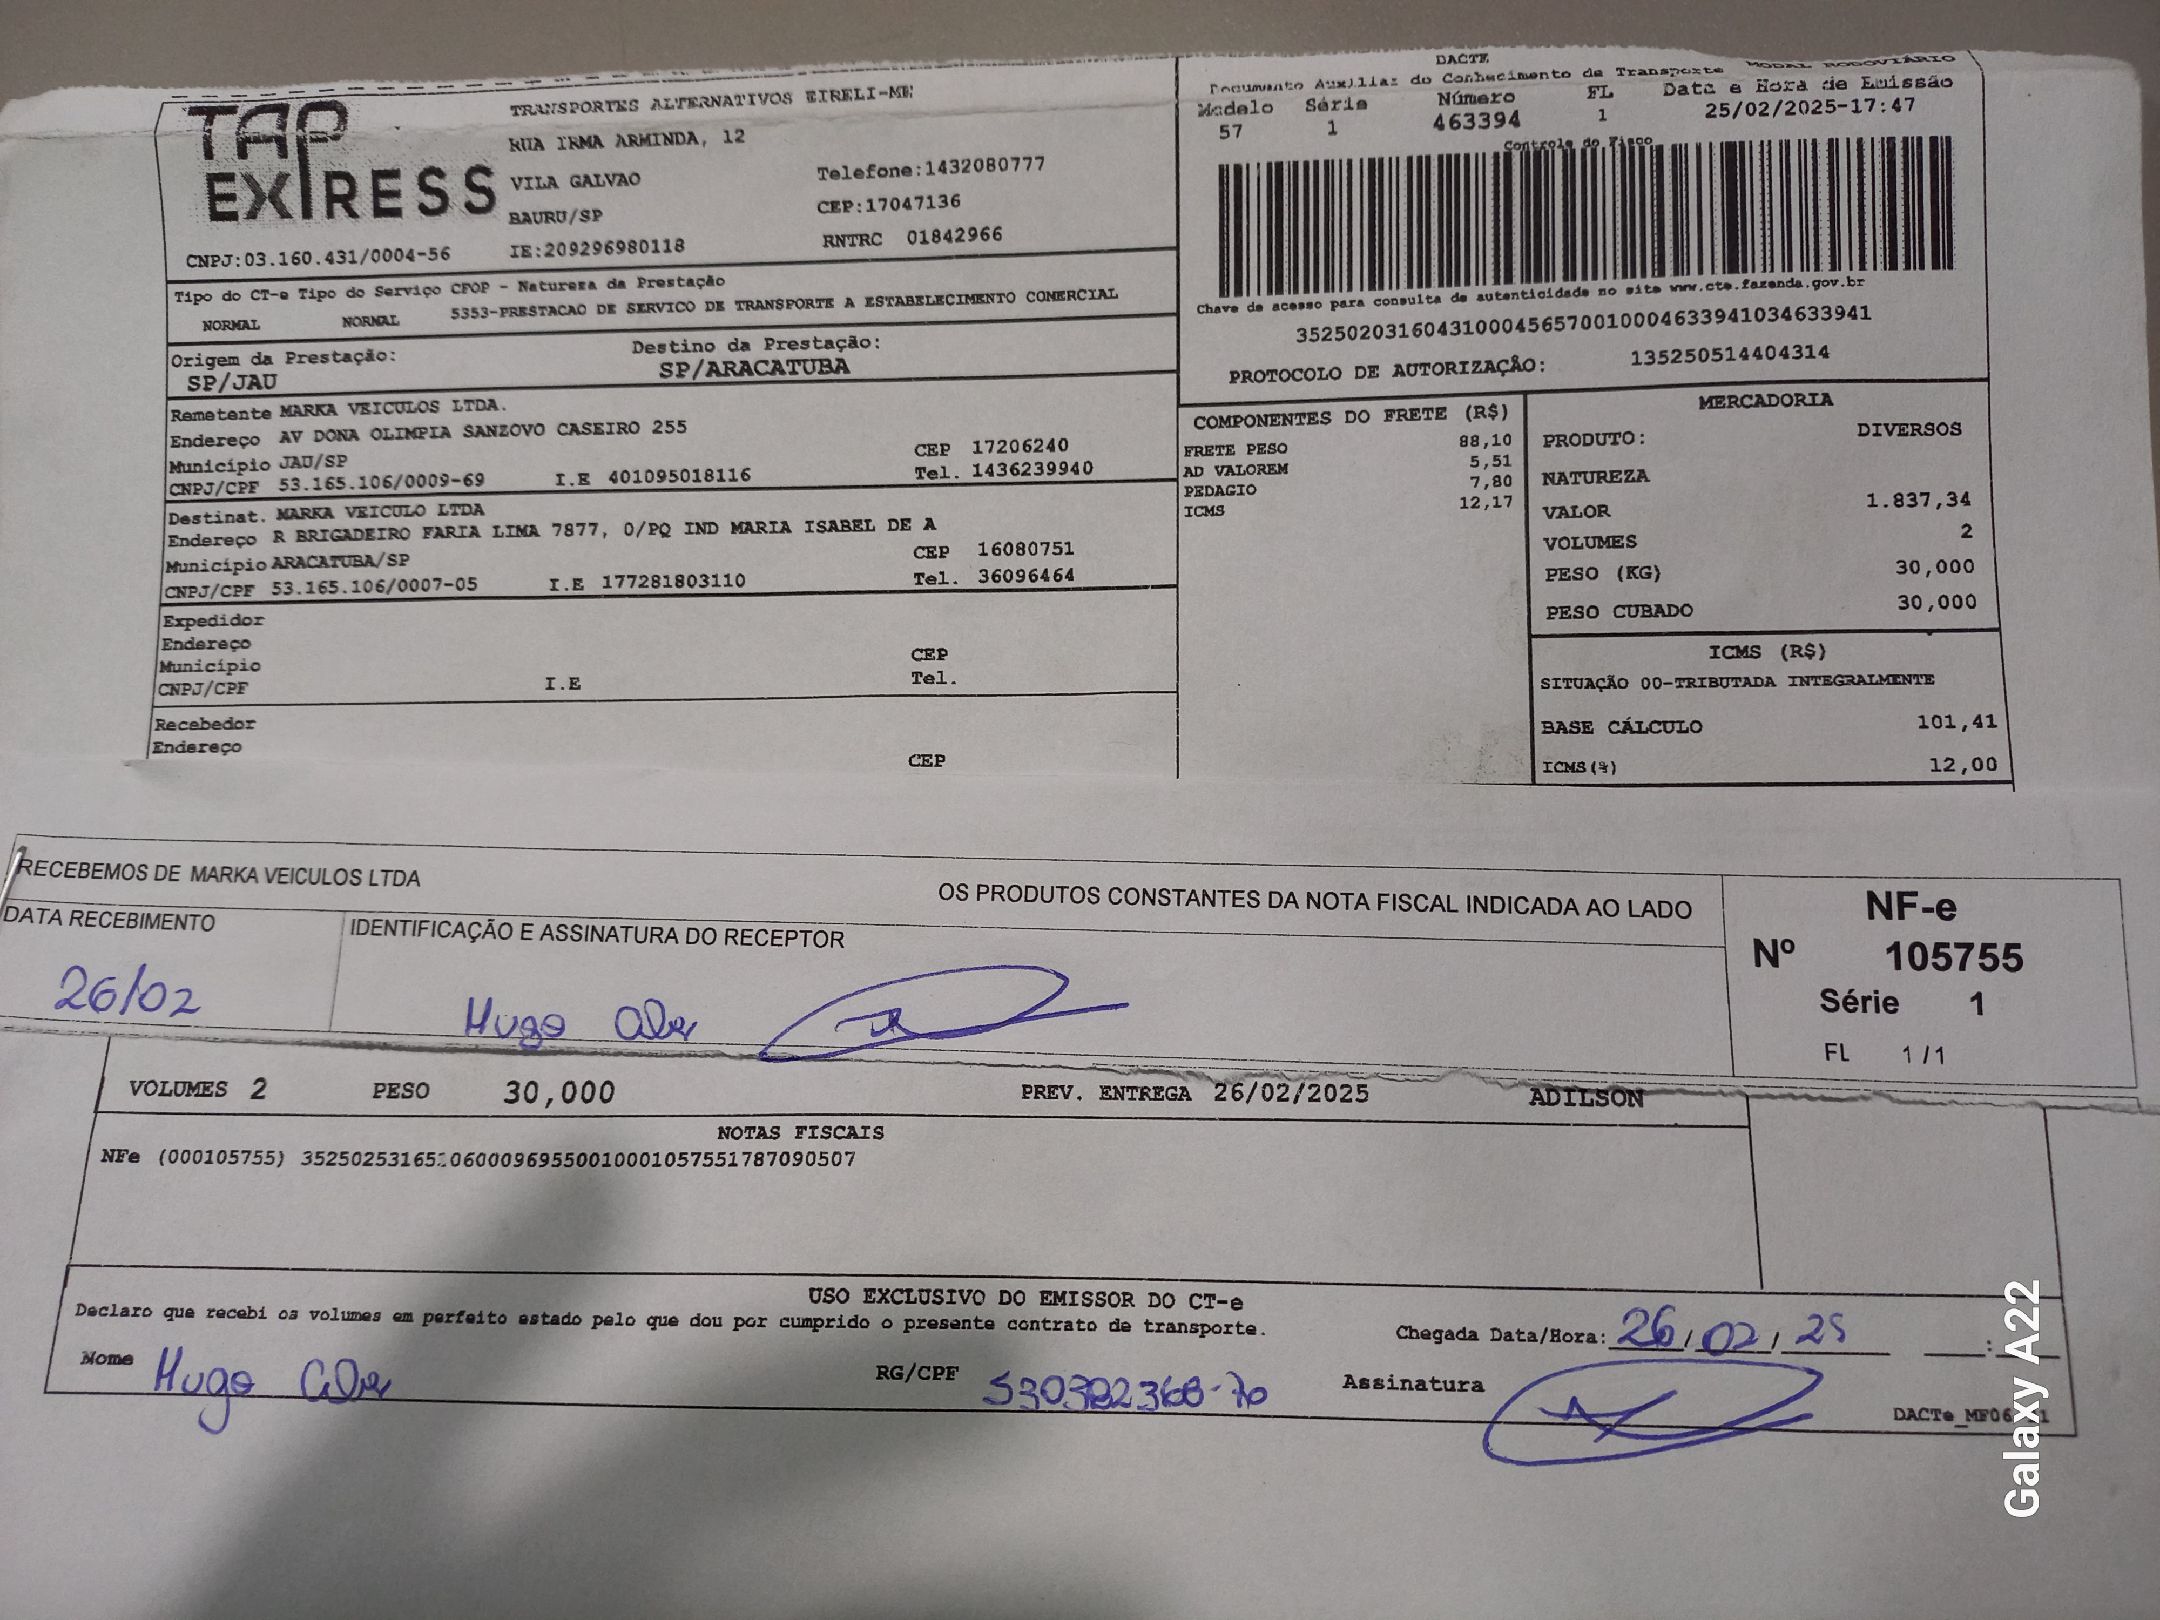 TAP EXPRESS
TRANSPORTES ALTERNATIVOS EIRELI-ME
RUA IRMA ARMINDA, 12
VILA GALVAO Telefone:1432080777
BAURU/SP CEP:17047136
CNPJ:03.160.431/0004-56 IE:209296980118 RNTRC 01842966
DACTE
Documento Auxiliar do Conhecimento de Transporte MODAL RODOVIÁRIO
Modelo Série Número FL Data e Hora de Emissão
57 1 463394 1 25/02/2025-17:47
Controle do Fisco
Chave de acesso para consulta de autenticidade no site www.cte.fazenda.gov.br
35250203160431000456570010004633941034633941
PROTOCOLO DE AUTORIZAÇÃO: 135250514404314
Tipo do CT-e Tipo do Serviço CFOP - Natureza da Prestação
NORMAL NORMAL 5353-PRESTACAO DE SERVICO DE TRANSPORTE A ESTABELECIMENTO COMERCIAL
Origem da Prestação: Destino da Prestação:
SP/JAU SP/ARACATUBA
Remetente MARKA VEICULOS LTDA.
Endereço AV DONA OLIMPIA SANZOVO CASEIRO 255
Município JAU/SP CEP 17206240
CNPJ/CPF 53.165.106/0009-69 I.E 401095018116 Tel. 1436239940
Destinat. MARKA VEICULO LTDA
Endereço R BRIGADEIRO FARIA LIMA 7877, 0/PQ IND MARIA ISABEL DE A
Município ARACATUBA/SP CEP 16080751
CNPJ/CPF 53.165.106/0007-05 I.E 177281803110 Tel. 36096464
Expedidor
Endereço
Município CEP
CNPJ/CPF I.E Tel.
Recebedor
Endereço
CEP
COMPONENTES DO FRETE (R$)
FRETE PESO 88,10
AD VALOREM 5,51
PEDAGIO 7,80
ICMS 12,17
MERCADORIA
PRODUTO: DIVERSOS
NATUREZA
VALOR 1.837,34
VOLUMES 2
PESO (KG) 30,000
PESO CUBADO 30,000
ICMS (R$)
SITUAÇÃO 00-TRIBUTADA INTEGRALMENTE
BASE CÁLCULO 101,41
ICMS(%) 12,00
RECEBEMOS DE MARKA VEICULOS LTDA OS PRODUTOS CONSTANTES DA NOTA FISCAL INDICADA AO LADO
DATA RECEBIMENTO IDENTIFICAÇÃO E ASSINATURA DO RECEPTOR
26/02 Hugo
NF-e
Nº 105755
Série 1
FL 1/1
VOLUMES 2 PESO 30,000 PREV. ENTREGA 26/02/2025 ADILSON
NOTAS FISCAIS
NFe (000105755)
USO EXCLUSIVO DO EMISSOR DO CT-e
Declaro que recebi os volumes em perfeito estado pelo que dou por cumprido o presente contrato de transporte.
Chegada Data/Hora: 26/02/25 :
Nome Hugo RG/CPF Assinatura
Galaxy A22